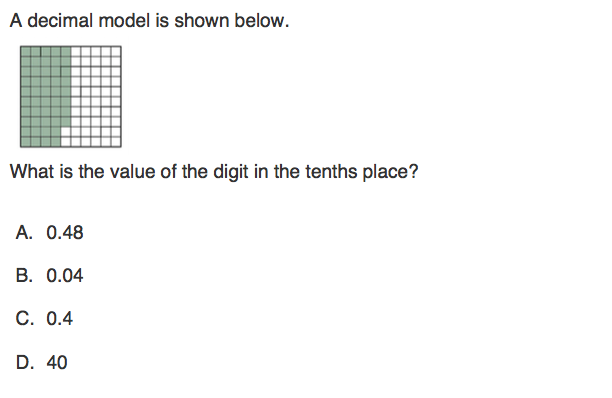 A decimal model is shown below.
What is the value of the digit in the tenths place?
A. 0.48
B. 0.04
C. 0.4
D. 40